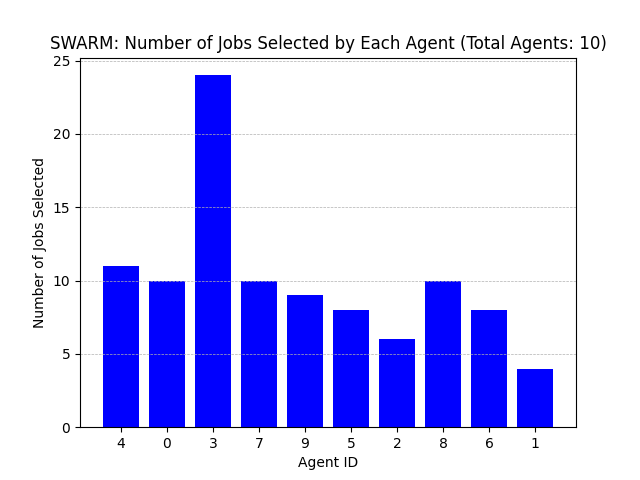 SWARM: Number of Jobs Selected by Each Agent (Total Agents: 10)
25
20
15
10
5
0
Number of Jobs Selected
4 0 3 7 9 5 2 8 6 1
Agent ID